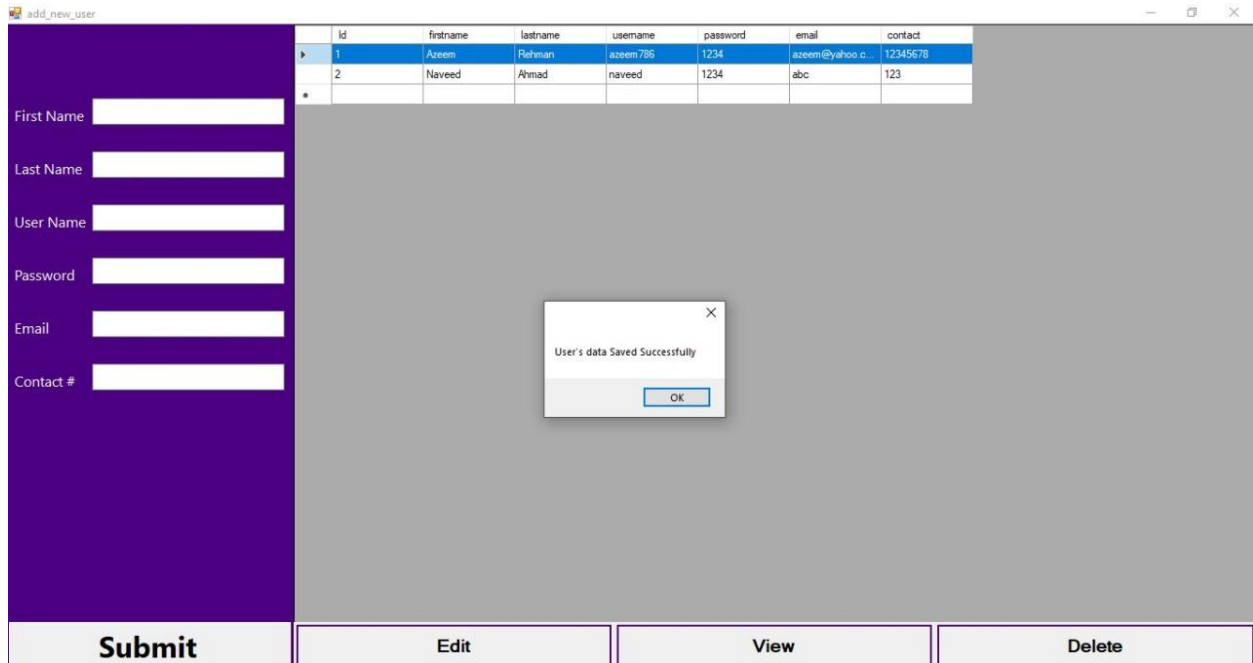 add_new_user
Id firstname lastname username password email contact
1 Azeem Rehman azeem786 1234 azeem@yahoo.c... 12345678
2 Naveed Ahmad naveed 1234 abc 123
First Name
Last Name
User Name
Password
Email
Contact #
User's data Saved Successfully
OK
Submit Edit View Delete